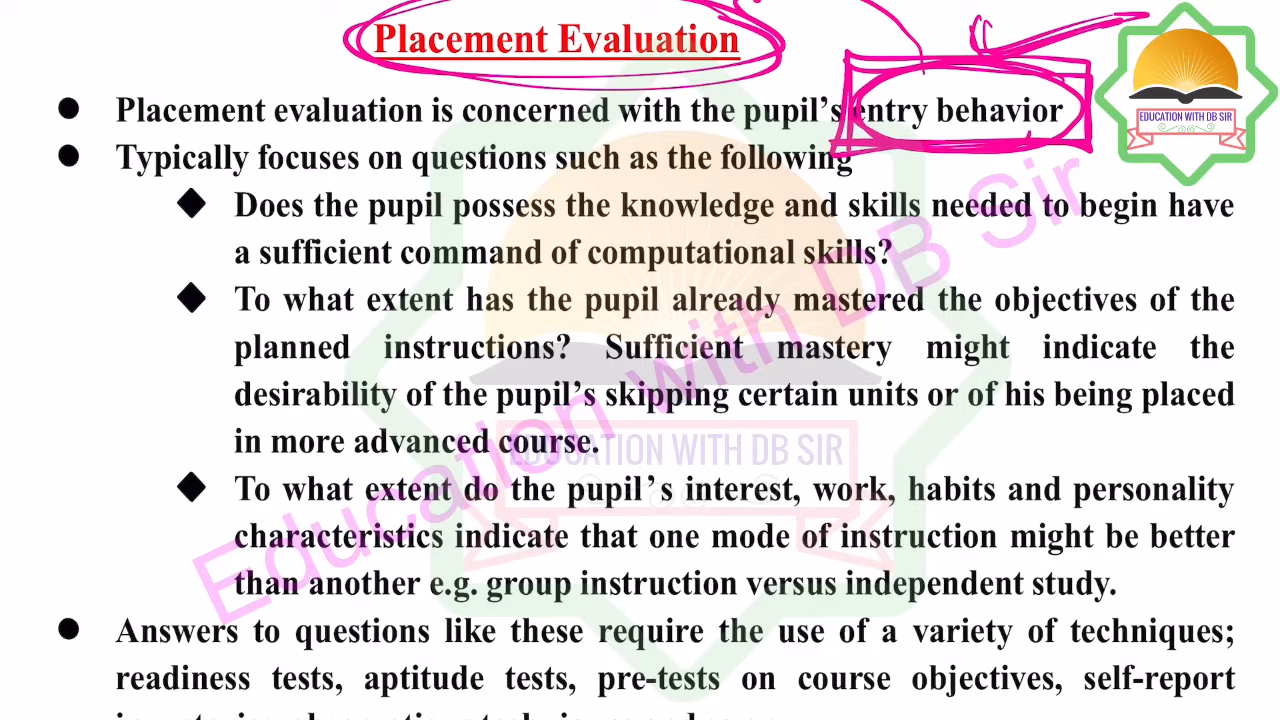 Placement Evaluation
EDUCATION WITH DB SIR
● Placement evaluation is concerned with the pupil's entry behavior
● Typically focuses on questions such as the following
◆ Does the pupil possess the knowledge and skills needed to begin have
a sufficient command of computational skills?
◆ To what extent has the pupil already mastered the objectives of the
planned instructions? Sufficient mastery might indicate the
desirability of the pupil's skipping certain units or of his being placed
in more advanced course.
EDUCATION WITH DB SIR
◆ To what extent do the pupil's interest, work, habits and personality
characteristics indicate that one mode of instruction might be better
than another e.g. group instruction versus independent study.
Education with DB Sir
● Answers to questions like these require the use of a variety of techniques;
readiness tests, aptitude tests, pre-tests on course objectives, self-report